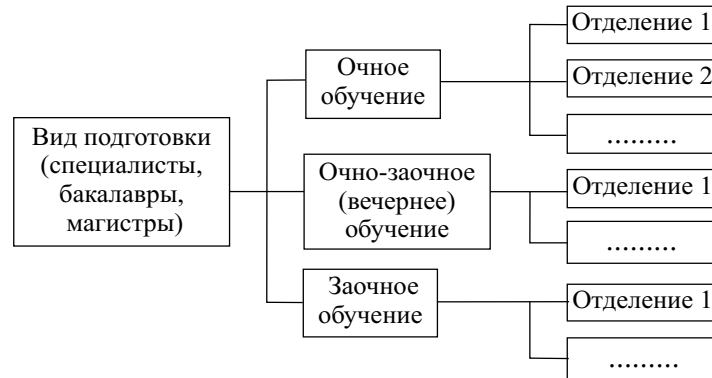 Вид подготовки
(специалисты,
бакалавры,
магистры)
Очное
обучение
Отделение 1
Отделение 2
.........
Очно-заочное
(вечернее)
обучение
Отделение 1
.........
Заочное
обучение
Отделение 1
.........